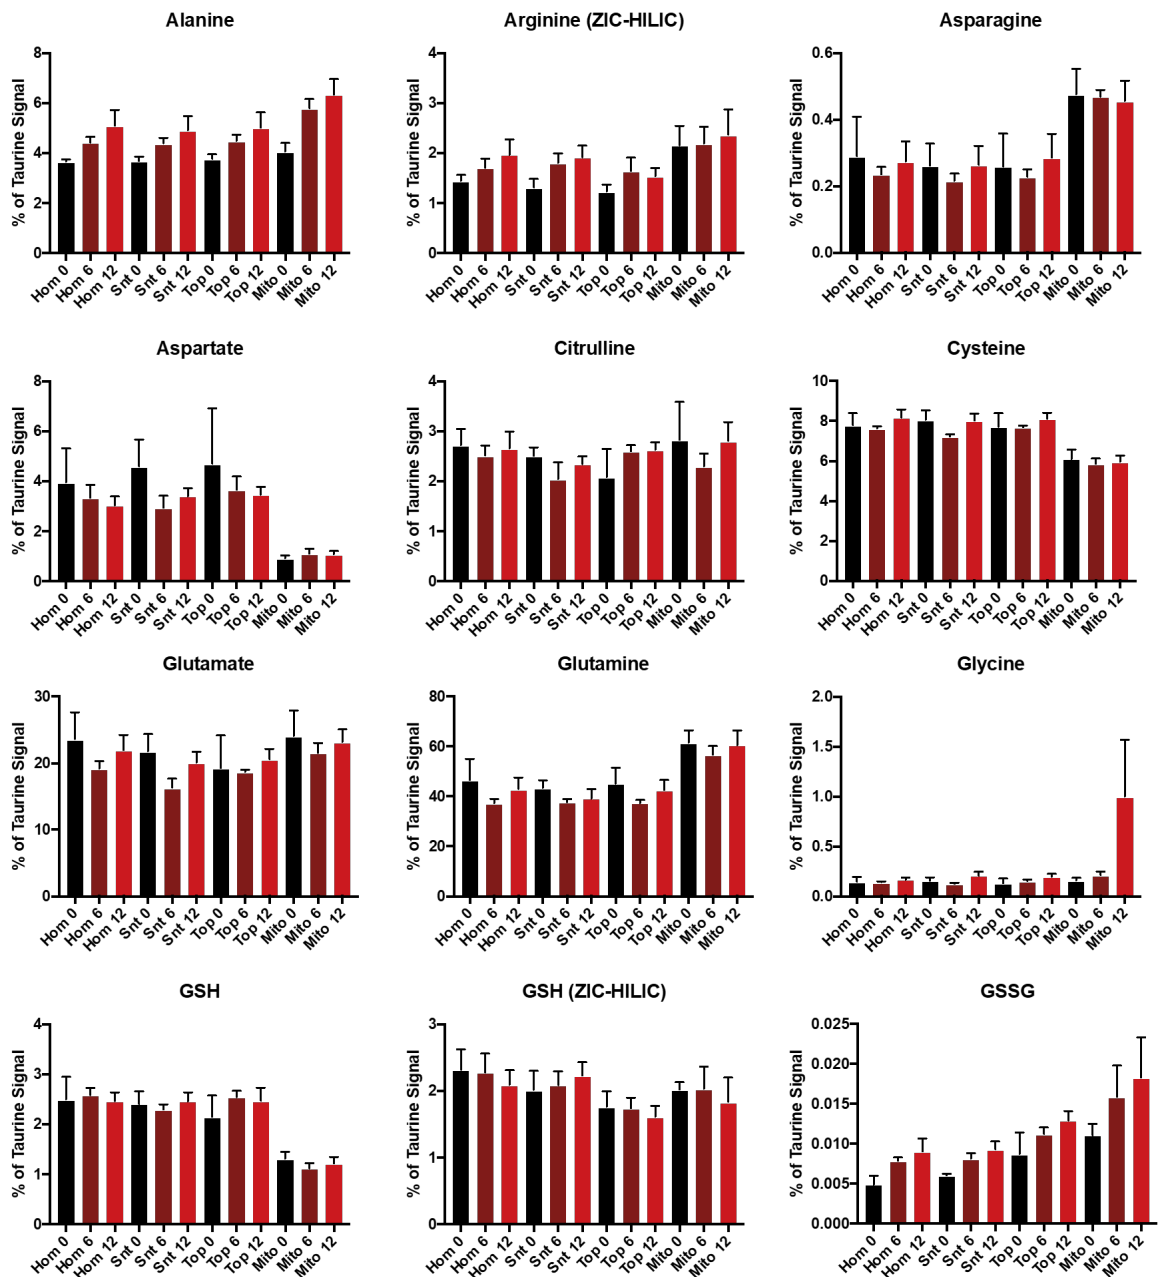 Alanine
% of Taurine Signal
8
6
4
2
0
Hom 0
Hom 6
Hom 12
Snt 0
Snt 6
Snt 12
Top 0
Top 6
Top 12
Mito 0
Mito 6
Mito 12
Arginine (ZIC-HILIC)
% of Taurine Signal
4
3
2
1
0
Hom 0
Hom 6
Hom 12
Snt 0
Snt 6
Snt 12
Top 0
Top 6
Top 12
Mito 0
Mito 6
Mito 12
Asparagine
% of Taurine Signal
0.6
0.4
0.2
0.0
Hom 0
Hom 6
Hom 12
Snt 0
Snt 6
Snt 12
Top 0
Top 6
Top 12
Mito 0
Mito 6
Mito 12
Aspartate
% of Taurine Signal
8
6
4
2
0
Hom 0
Hom 6
Hom 12
Snt 0
Snt 6
Snt 12
Top 0
Top 6
Top 12
Mito 0
Mito 6
Mito 12
Citrulline
% of Taurine Signal
4
3
2
1
0
Hom 0
Hom 6
Hom 12
Snt 0
Snt 6
Snt 12
Top 0
Top 6
Top 12
Mito 0
Mito 6
Mito 12
Cysteine
% of Taurine Signal
10
8
6
4
2
0
Hom 0
Hom 6
Hom 12
Snt 0
Snt 6
Snt 12
Top 0
Top 6
Top 12
Mito 0
Mito 6
Mito 12
Glutamate
% of Taurine Signal
30
20
10
0
Hom 0
Hom 6
Hom 12
Snt 0
Snt 6
Snt 12
Top 0
Top 6
Top 12
Mito 0
Mito 6
Mito 12
Glutamine
% of Taurine Signal
80
60
40
20
0
Hom 0
Hom 6
Hom 12
Snt 0
Snt 6
Snt 12
Top 0
Top 6
Top 12
Mito 0
Mito 6
Mito 12
Glycine
% of Taurine Signal
2.0
1.5
1.0
0.5
0.0
Hom 0
Hom 6
Hom 12
Snt 0
Snt 6
Snt 12
Top 0
Top 6
Top 12
Mito 0
Mito 6
Mito 12
GSH
% of Taurine Signal
4
3
2
1
0
Hom 0
Hom 6
Hom 12
Snt 0
Snt 6
Snt 12
Top 0
Top 6
Top 12
Mito 0
Mito 6
Mito 12
GSH (ZIC-HILIC)
% of Taurine Signal
3
2
1
0
Hom 0
Hom 6
Hom 12
Snt 0
Snt 6
Snt 12
Top 0
Top 6
Top 12
Mito 0
Mito 6
Mito 12
GSSG
% of Taurine Signal
0.025
0.020
0.015
0.010
0.005
0.000
Hom 0
Hom 6
Hom 12
Snt 0
Snt 6
Snt 12
Top 0
Top 6
Top 12
Mito 0
Mito 6
Mito 12